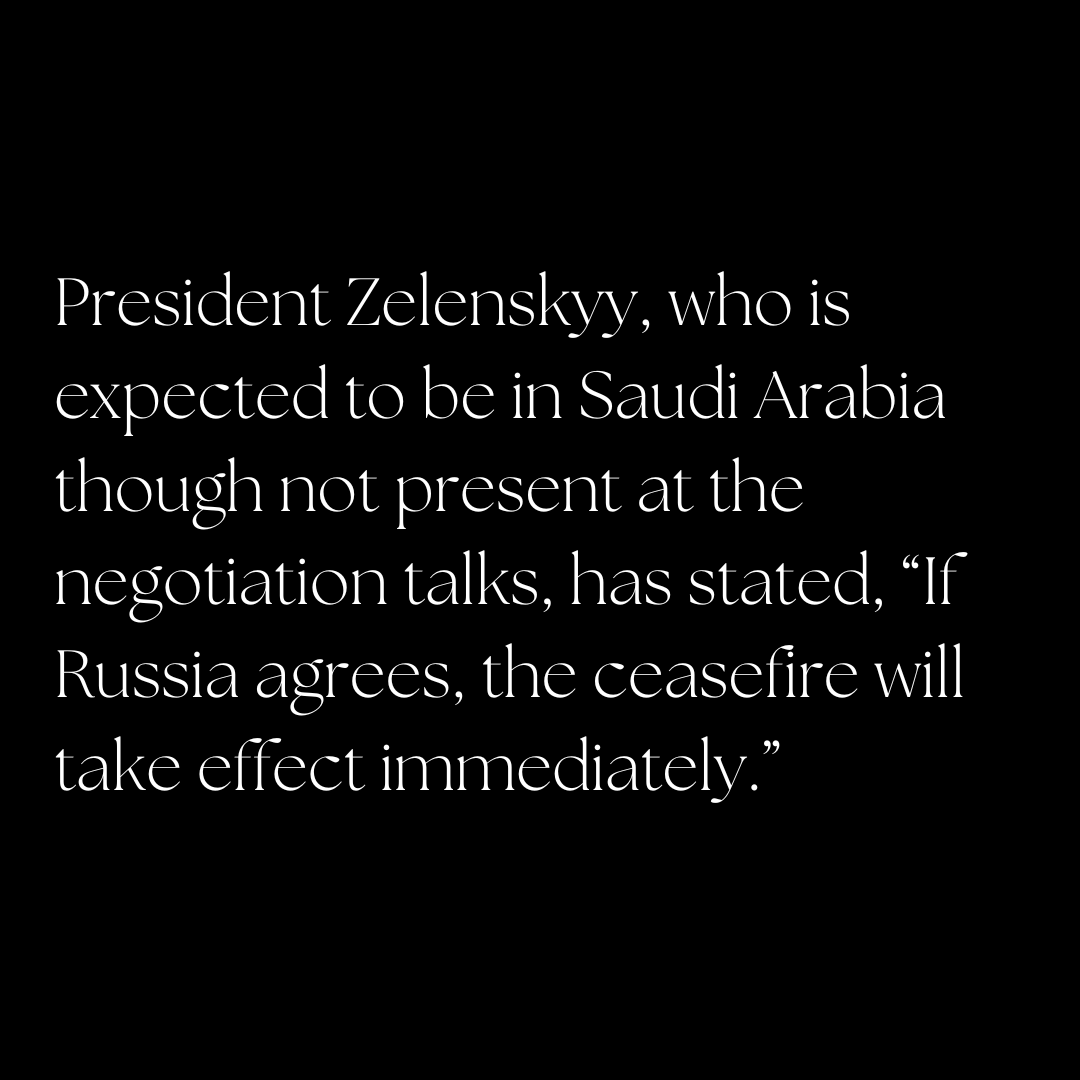 President Zelenskyy, who is
expected to be in Saudi Arabia
though not present at the
negotiation talks, has stated, “If
Russia agrees, the ceasefire will
take effect immediately.”